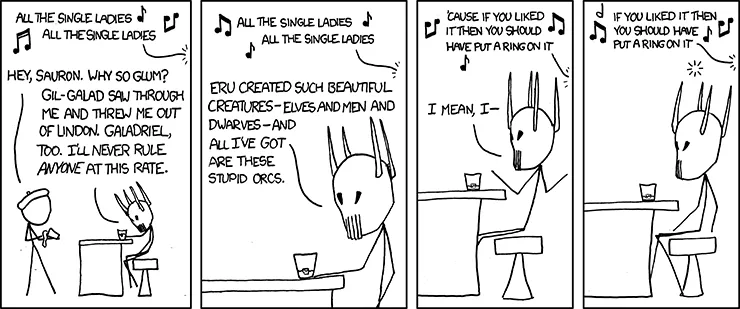 ALL THE SINGLE LADIES
ALL THE SINGLE LADIES
HEY, SAURON. WHY SO GLUM?
GIL-GALAD SAW THROUGH
ME AND THREW ME OUT
OF LINDON. GALADRIEL,
TOO. I'LL NEVER RULE
ANYONE AT THIS RATE.
ALL THE SINGLE LADIES
ALL THE SINGLE LADIES
ERU CREATED SUCH BEAUTIFUL
CREATURES—ELVES AND MEN AND
DWARVES—AND
ALL I'VE GOT
ARE THESE
STUPID ORCS.
'CAUSE IF YOU LIKED
IT THEN YOU SHOULD
HAVE PUT A RING ON IT
I MEAN, I—
IF YOU LIKED IT THEN
YOU SHOULD HAVE
PUT A RING ON IT